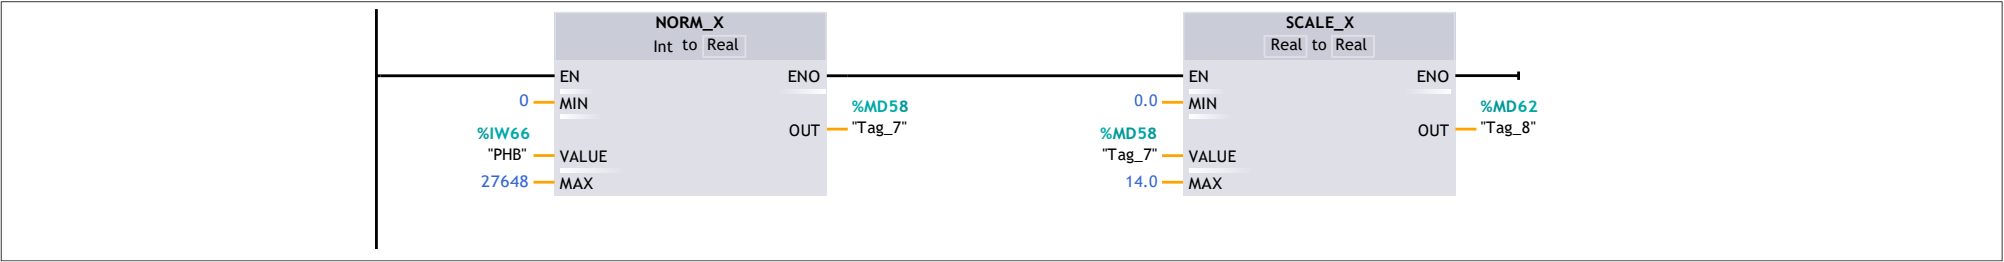 NORM_X
Int to Real
EN
ENO
0
MIN
%MD58
OUT
"Tag_7"
%IW66
"PHB"
VALUE
27648
MAX
SCALE_X
Real to Real
EN
ENO
0.0
MIN
%MD62
OUT
"Tag_8"
%MD58
"Tag_7"
VALUE
14.0
MAX